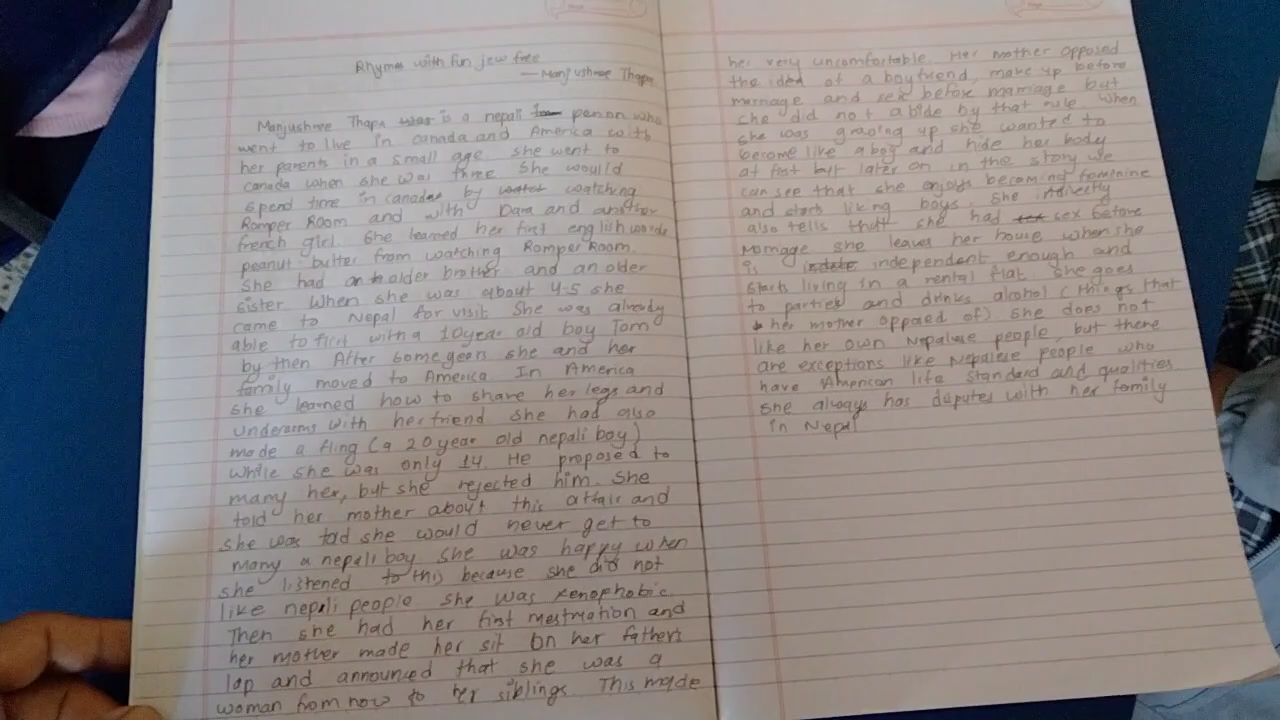 Rhymes with fun jew free
— Manjushree Thapa
Manjushree Thapa is a nepali person who
went to live in canada and America with
her parents in a small age she went to
canada when she was three She would
spend time in canada by watching
Romper Room and with Dara and another
french girl. She learned her first english words
peanut butter from watching Romper Room.
She had an older brother and an older
sister When she was about 4-5 she
came to Nepal for visit. She was already
able to flirt with a 10 year old boy Tom
by then After some years she and her
family moved to America In America
she learned how to share her legs and
underarms with her friend She had also
made a fling (a 20 year old nepali boy)
while she was only 14. He proposed to
marry her, but she rejected him. She
told her mother about this affair and
she was tod she would never get to
marry a nepali boy she was happy when
she listened to this because she did not
like nepali people she was xenophobic.
Then she had her first mestration and
her mother made her sit on her fathers
lap and announced that she was a
woman from now to her siblings This made
her very uncomfortable. Her mother opposed
the idea of a boyfriend, make up before
marriage and sex before marriage but
she did not abide by that rule. When
she was graping up she wanted to
become like a boy and hide her body
at first but later on in the story we
can see that she enjoys becoming feminine
and starts liking boys. She indirectly
also tells that she had sex before
marriage she leaves her house when she
is independent enough and
starts living in a rental flat. She goes
to parties and drinks alcohol (things that
her mother opposed of) she does not
like her own Nepalese people, but there
are exceptions like Nepalese people who
have American life standard and qualities
She always has disputes with her family
in Nepal